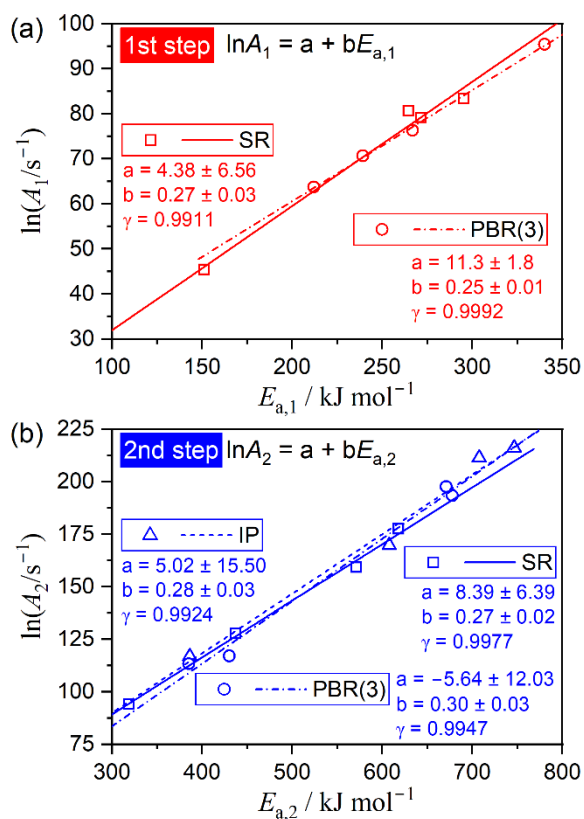 (a)
1st step lnA₁ = a + bEₐ,₁
SR
a = 4.38 ± 6.56
b = 0.27 ± 0.03
γ = 0.9911
PBR(3)
a = 11.3 ± 1.8
b = 0.25 ± 0.01
γ = 0.9992
ln(A₁/s⁻¹)
100
90
80
70
60
50
40
30
100 150 200 250 300 350
Eₐ,₁ / kJ mol⁻¹
(b)
2nd step lnA₂ = a + bEₐ,₂
IP
a = 5.02 ± 15.50
b = 0.28 ± 0.03
γ = 0.9924
SR
a = 8.39 ± 6.39
b = 0.27 ± 0.02
γ = 0.9977
PBR(3)
a = −5.64 ± 12.03
b = 0.30 ± 0.03
γ = 0.9947
ln(A₂/s⁻¹)
225
200
175
150
125
100
75
300 400 500 600 700 800
Eₐ,₂ / kJ mol⁻¹